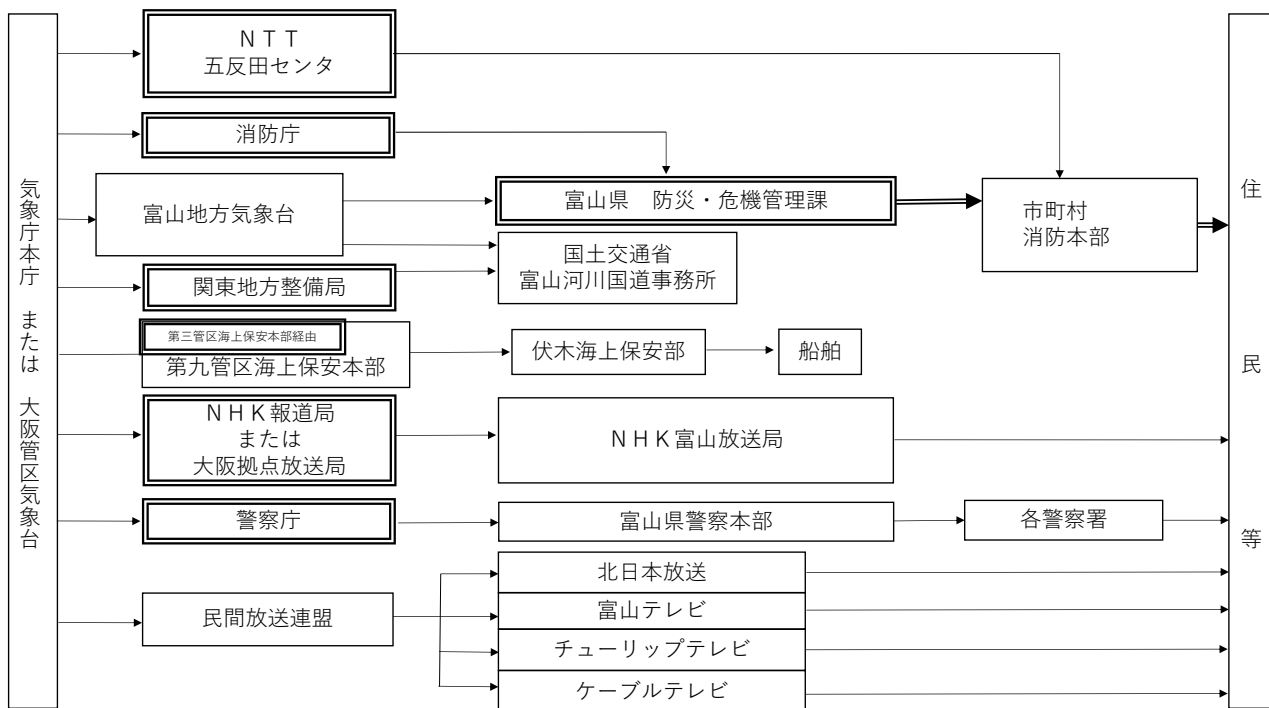 気象庁本庁　または　大阪管区気象台
ＮＴＴ
五反田センタ
消防庁
富山地方気象台
富山県　防災・危機管理課
市町村
消防本部
国土交通省
富山河川国道事務所
関東地方整備局
第三管区海上保安本部経由
第九管区海上保安本部
伏木海上保安部
船舶
ＮＨＫ報道局
または
大阪拠点放送局
ＮＨＫ富山放送局
警察庁
富山県警察本部
各警察署
民間放送連盟
北日本放送
富山テレビ
チューリップテレビ
ケーブルテレビ
住民等